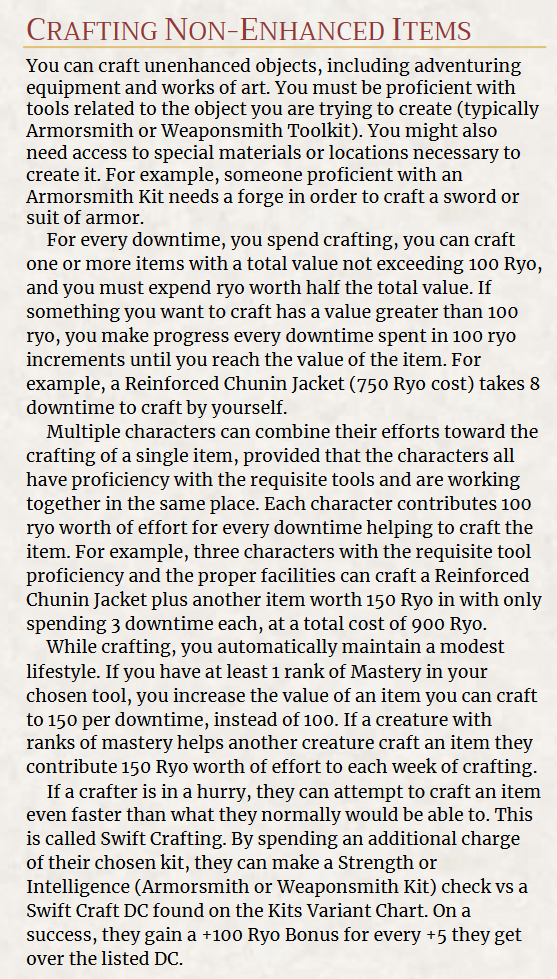 Crafting Non-Enhanced Items
You can craft unenhanced objects, including adventuring
equipment and works of art. You must be proficient with
tools related to the object you are trying to create (typically
Armorsmith or Weaponsmith Toolkit). You might also
need access to special materials or locations necessary to
create it. For example, someone proficient with an
Armorsmith Kit needs a forge in order to craft a sword or
suit of armor.
For every downtime, you spend crafting, you can craft
one or more items with a total value not exceeding 100 Ryo,
and you must expend ryo worth half the total value. If
something you want to craft has a value greater than 100
ryo, you make progress every downtime spent in 100 ryo
increments until you reach the value of the item. For
example, a Reinforced Chunin Jacket (750 Ryo cost) takes 8
downtime to craft by yourself.
Multiple characters can combine their efforts toward the
crafting of a single item, provided that the characters all
have proficiency with the requisite tools and are working
together in the same place. Each character contributes 100
ryo worth of effort for every downtime helping to craft the
item. For example, three characters with the requisite tool
proficiency and the proper facilities can craft a Reinforced
Chunin Jacket plus another item worth 150 Ryo in with only
spending 3 downtime each, at a total cost of 900 Ryo.
While crafting, you automatically maintain a modest
lifestyle. If you have at least 1 rank of Mastery in your
chosen tool, you increase the value of an item you can craft
to 150 per downtime, instead of 100. If a creature with
ranks of mastery helps another creature craft an item they
contribute 150 Ryo worth of effort to each week of crafting.
If a crafter is in a hurry, they can attempt to craft an item
even faster than what they normally would be able to. This
is called Swift Crafting. By spending an additional charge
of their chosen kit, they can make a Strength or
Intelligence (Armorsmith or Weaponsmith Kit) check vs a
Swift Craft DC found on the Kits Variant Chart. On a
success, they gain a +100 Ryo Bonus for every +5 they get
over the listed DC.